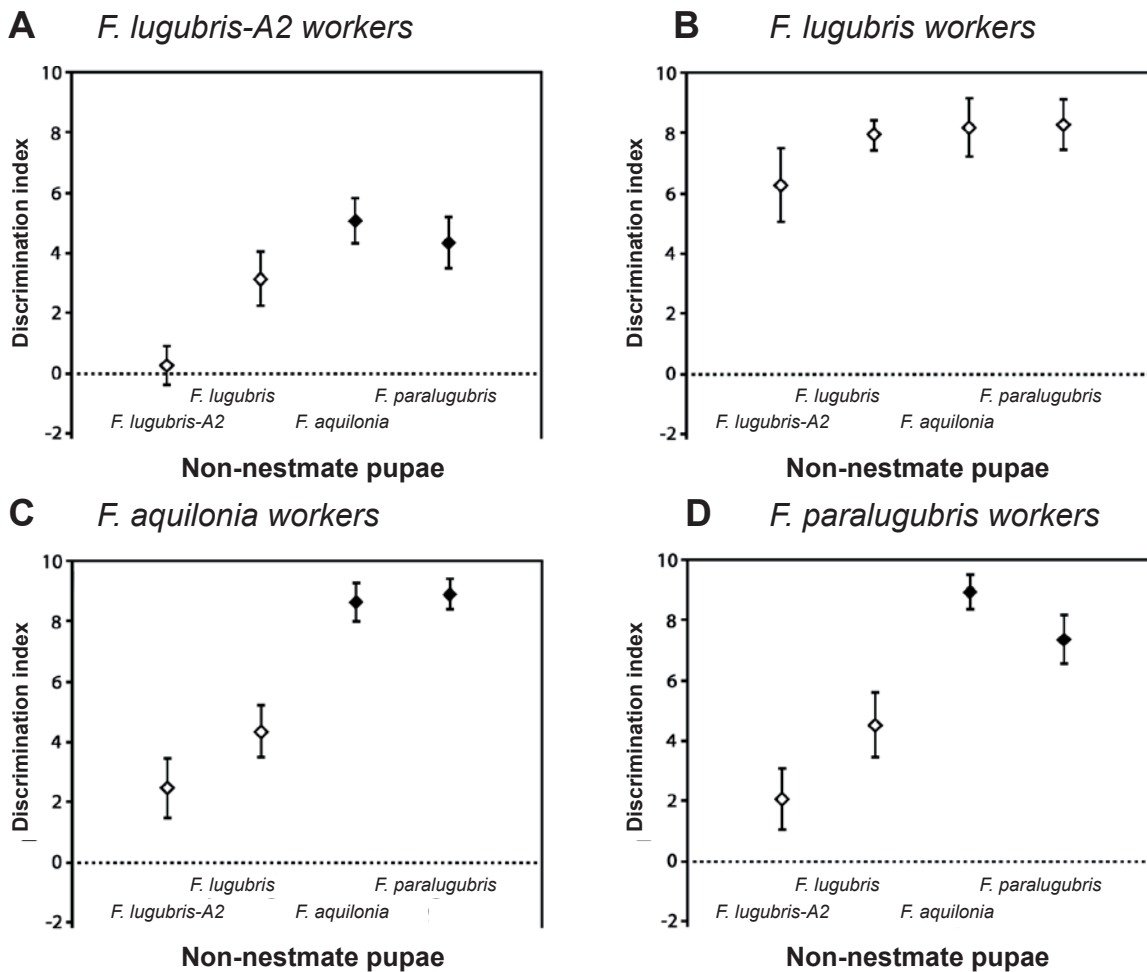 A F. lugubris-A2 workers
10
8
6
4
2
0
-2
Discrimination index
F. lugubris F. paralugubris
F. lugubris-A2 F. aquilonia
Non-nestmate pupae
B F. lugubris workers
10
8
6
4
2
0
-2
Discrimination index
F. lugubris F. paralugubris
F. lugubris-A2 F. aquilonia
Non-nestmate pupae
C F. aquilonia workers
10
8
6
4
2
0
-2
Discrimination index
F. lugubris F. paralugubris
F. lugubris-A2 F. aquilonia
Non-nestmate pupae
D F. paralugubris workers
10
8
6
4
2
0
-2
Discrimination index
F. lugubris F. paralugubris
F. lugubris-A2 F. aquilonia
Non-nestmate pupae